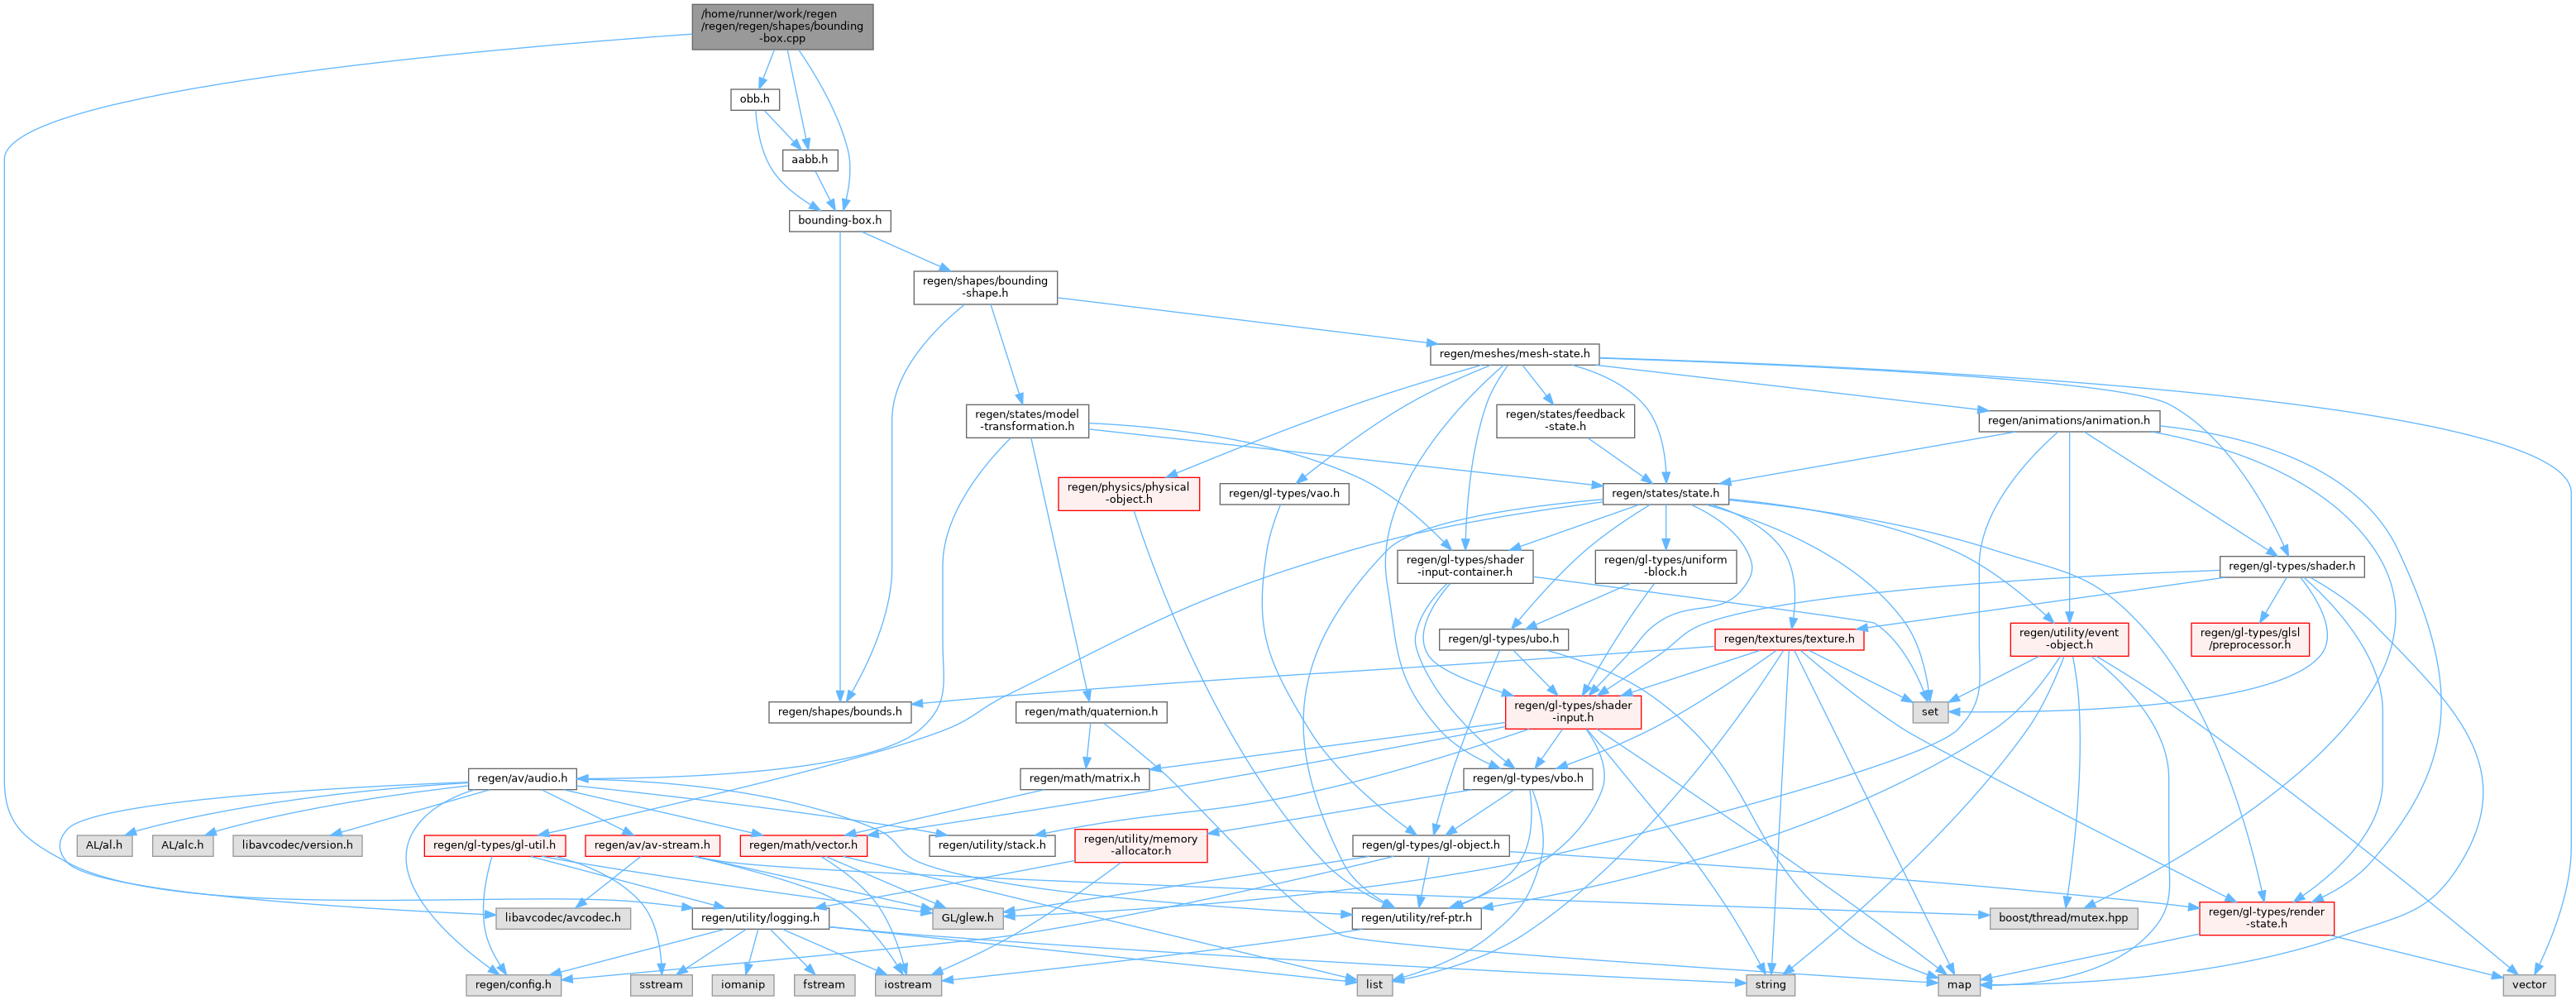 /home/runner/work/regen
/regen/regen/shapes/bounding
-box.cpp
obb.h
aabb.h
bounding-box.h
regen/shapes/bounding
-shape.h
regen/meshes/mesh-state.h
regen/states/model
-transformation.h
regen/states/feedback
-state.h
regen/animations/animation.h
regen/physics/physical
-object.h
regen/gl-types/vao.h
regen/states/state.h
regen/gl-types/shader
-input-container.h
regen/gl-types/uniform
-block.h
regen/gl-types/shader.h
regen/gl-types/ubo.h
regen/textures/texture.h
regen/utility/event
-object.h
regen/gl-types/glsl
/preprocessor.h
regen/shapes/bounds.h
regen/math/quaternion.h
regen/gl-types/shader
-input.h
set
regen/av/audio.h
regen/math/matrix.h
regen/gl-types/vbo.h
AL/al.h
AL/alc.h
libavcodec/version.h
regen/gl-types/gl-util.h
regen/av/av-stream.h
regen/math/vector.h
regen/utility/stack.h
regen/utility/memory
-allocator.h
regen/gl-types/gl-object.h
libavcodec/avcodec.h
regen/utility/logging.h
GL/glew.h
regen/utility/ref-ptr.h
boost/thread/mutex.hpp
regen/gl-types/render
-state.h
regen/config.h
sstream
iomanip
fstream
iostream
list
string
map
vector